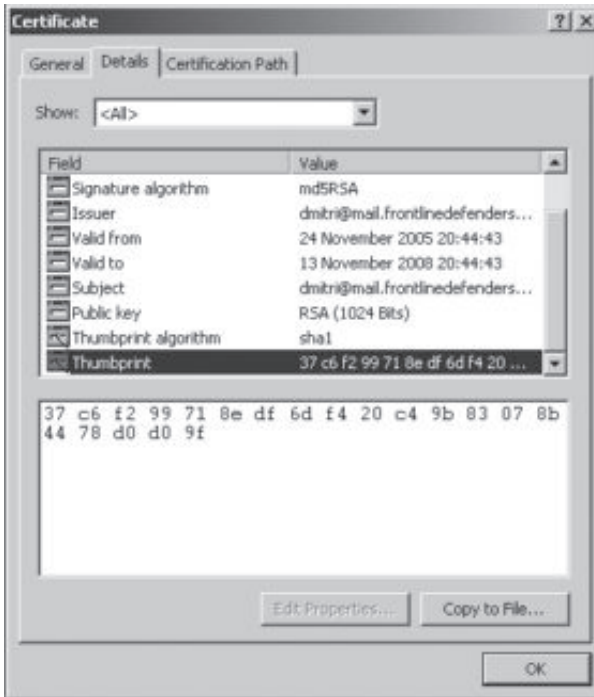 Certificate
General Details Certification Path
Show: <All>
Field Value
Signature algorithm md5RSA
Issuer dmitri@mail.frontlinedefenders...
Valid from 24 November 2005 20:44:43
Valid to 13 November 2008 20:44:43
Subject dmitri@mail.frontlinedefenders...
Public key RSA (1024 Bits)
Thumbprint algorithm sha1
Thumbprint 37 c6 f2 99 71 8e df 6d f4 20 ...
37 c6 f2 99 71 8e df 6d f4 20 c4 9b 83 07 8b
44 78 d0 d0 9f
Edit Properties... Copy to File...
OK